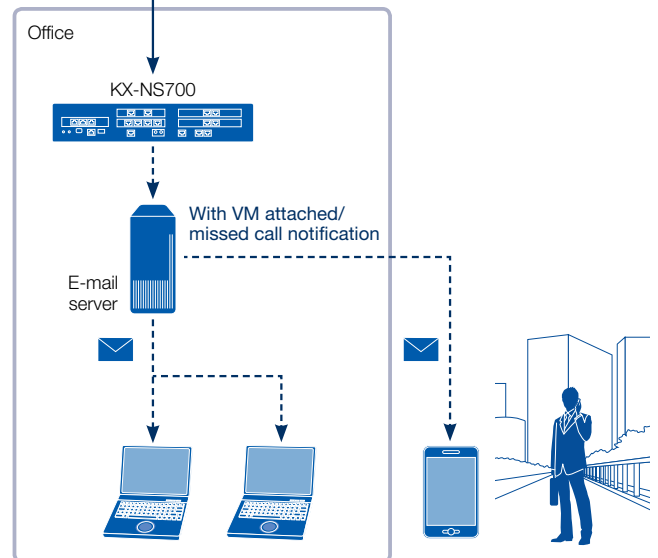 Office
KX-NS700
With VM attached/
missed call notification
E-mail
server